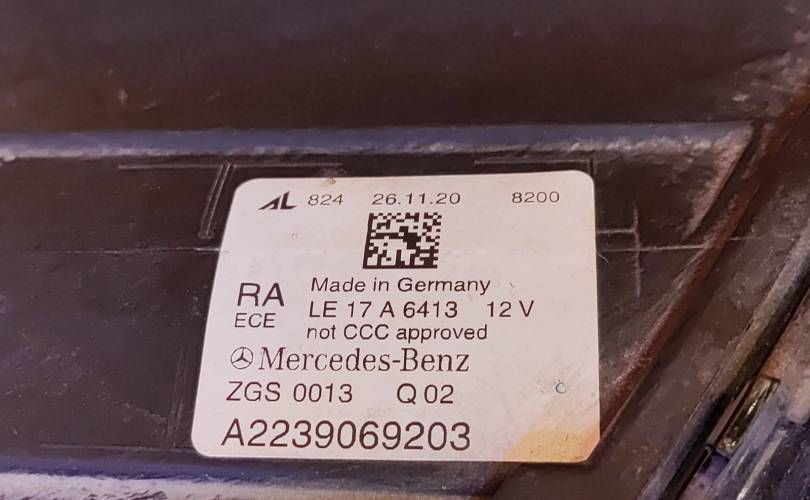 AL 824 26.11.20 8200
Made in Germany
RA LE 17 A 6413 12 V
ECE not CCC approved
Mercedes-Benz
ZGS 0013 Q 02
A2239069203